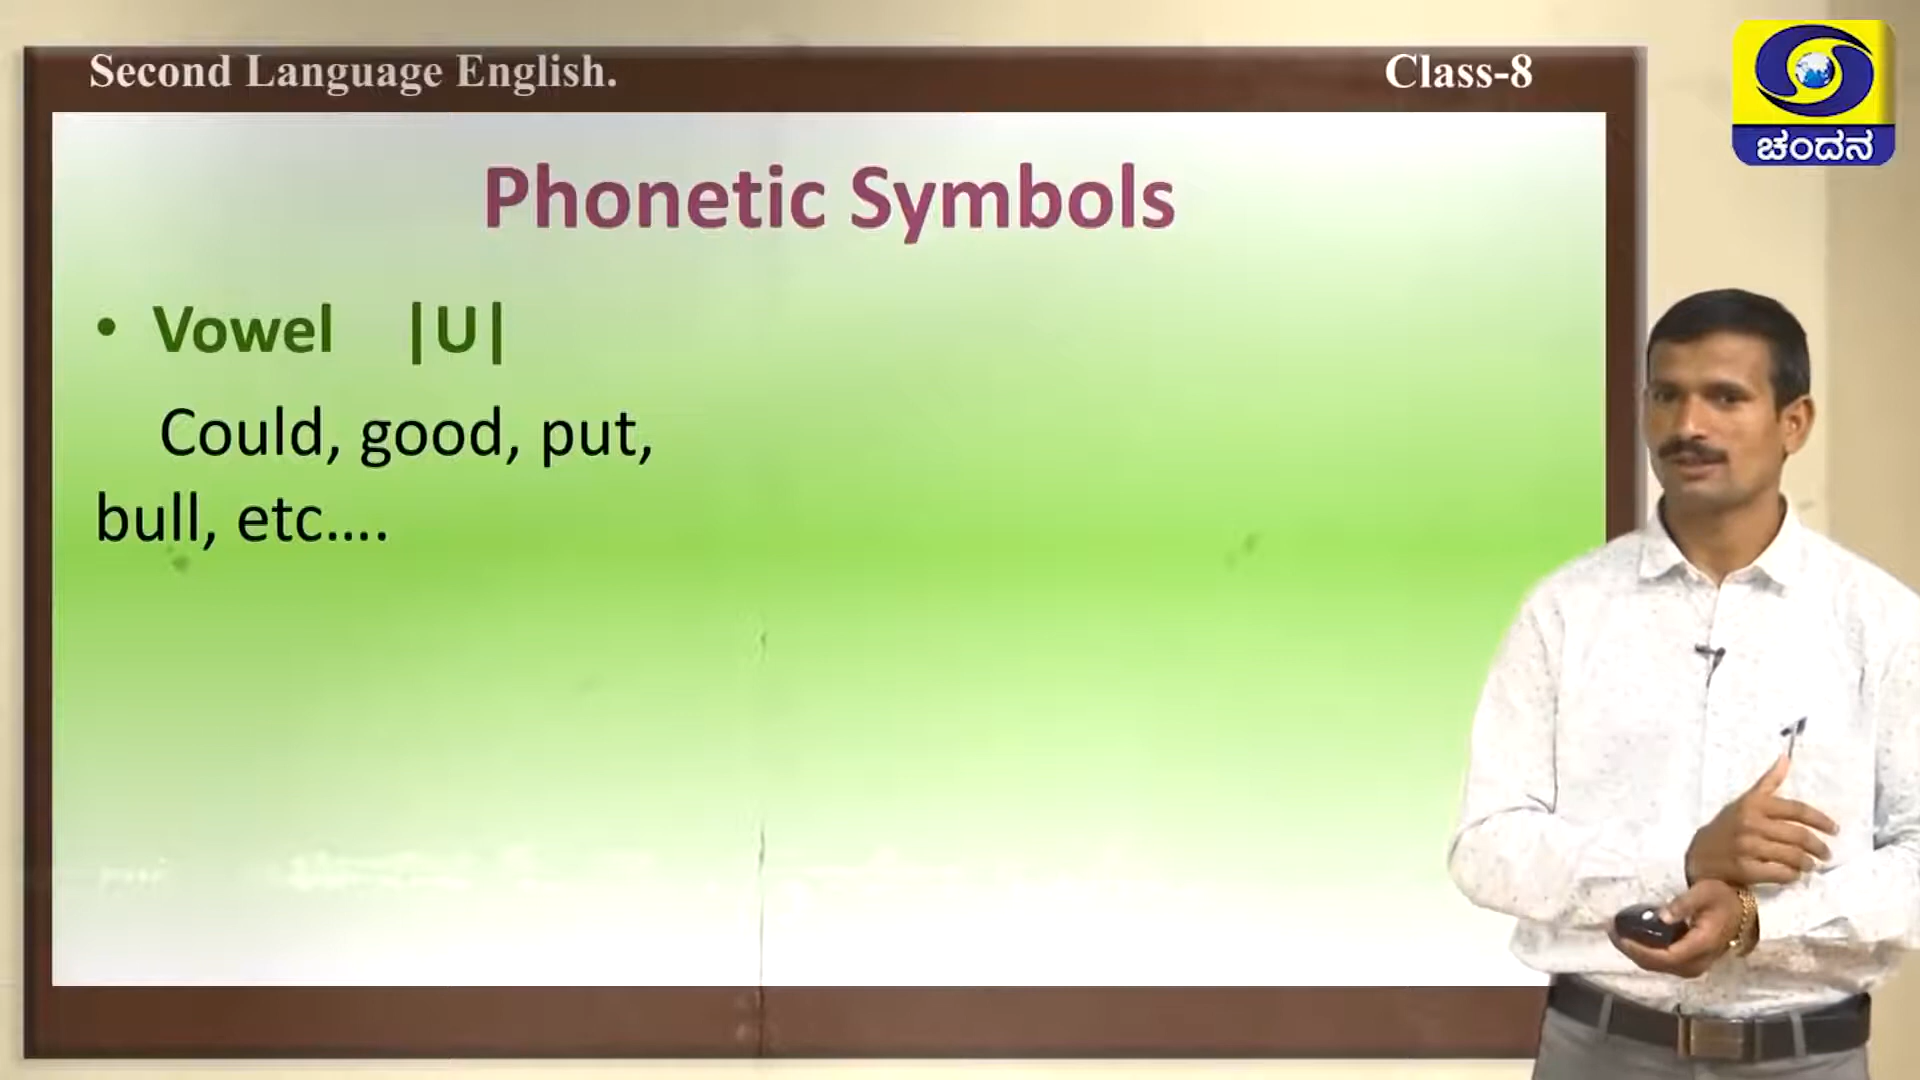 Second Language English.
Class-8
ಚಂದನ
Phonetic Symbols
• Vowel |U|
Could, good, put,
bull, etc....